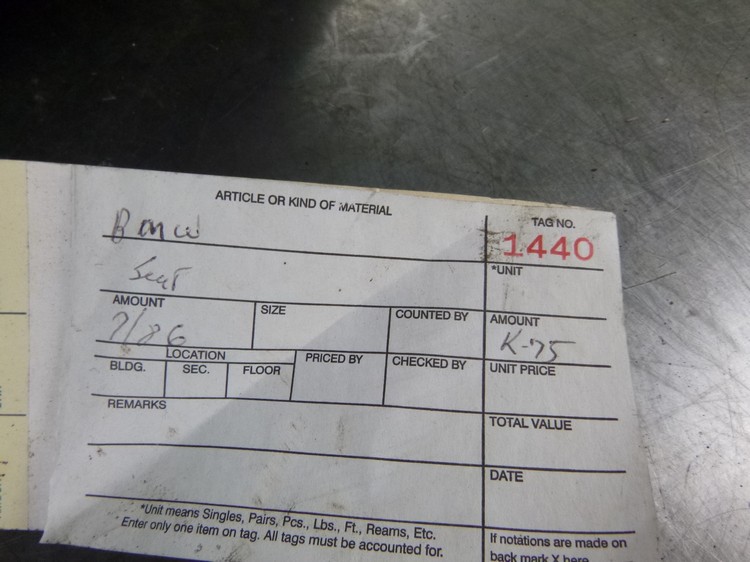 ARTICLE OR KIND OF MATERIAL
TAG NO.
BMW
1440
Seat
*UNIT
AMOUNT
7/86
SIZE
COUNTED BY
AMOUNT
K-75
LOCATION
BLDG.
SEC.
FLOOR
PRICED BY
CHECKED BY
UNIT PRICE
REMARKS
TOTAL VALUE
DATE
*Unit means Singles, Pairs, Pcs., Lbs., Ft., Reams, Etc.
Enter only one item on tag. All tags must be accounted for.
If notations are made on
back mark X here